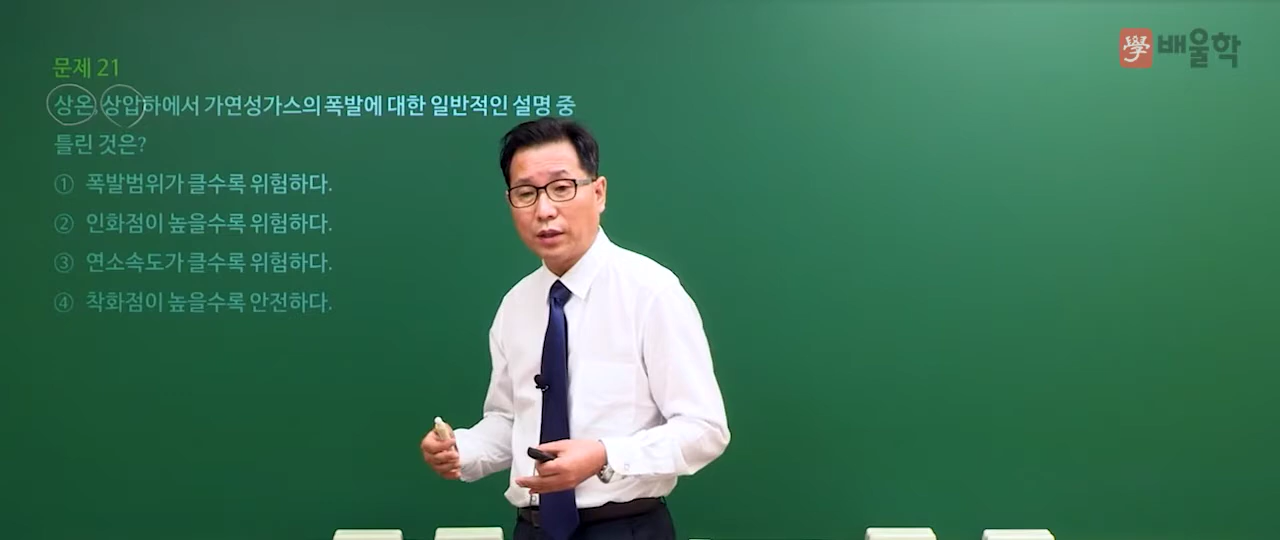 學 배울학
문제 21
상온, 상압하에서 가연성가스의 폭발에 대한 일반적인 설명 중
틀린 것은?
① 폭발범위가 클수록 위험하다.
② 인화점이 높을수록 위험하다.
③ 연소속도가 클수록 위험하다.
④ 착화점이 높을수록 안전하다.